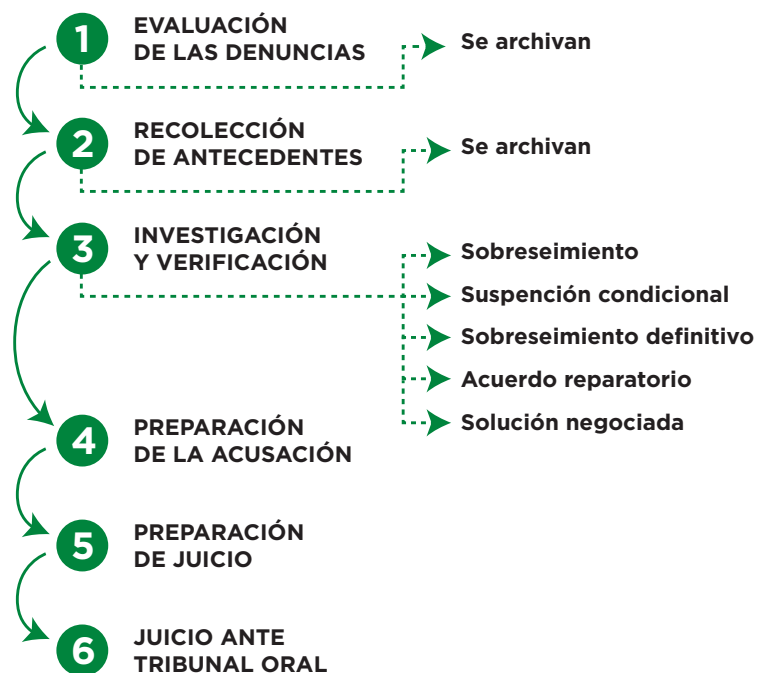 1
EVALUACIÓN
DE LAS DENUNCIAS
Se archivan
2
RECOLECCIÓN
DE ANTECEDENTES
Se archivan
3
INVESTIGACIÓN
Y VERIFICACIÓN
Sobreseimiento
Suspención condicional
Sobreseimiento definitivo
Acuerdo reparatorio
Solución negociada
4
PREPARACIÓN
DE LA ACUSACIÓN
5
PREPARACIÓN
DE JUICIO
6
JUICIO ANTE
TRIBUNAL ORAL